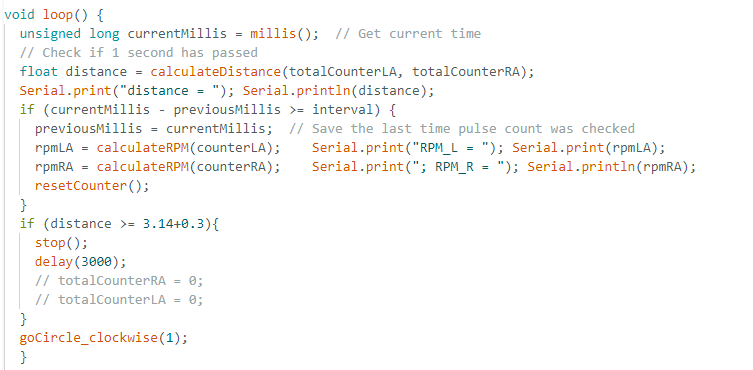 void loop() {
  unsigned long currentMillis = millis();  // Get current time
  // Check if 1 second has passed
  float distance = calculateDistance(totalCounterLA, totalCounterRA);
  Serial.print("distance = "); Serial.println(distance);
  if (currentMillis - previousMillis >= interval) {
    previousMillis = currentMillis;  // Save the last time pulse count was checked
    rpmLA = calculateRPM(counterLA);    Serial.print("RPM_L = "); Serial.print(rpmLA);
    rpmRA = calculateRPM(counterRA);    Serial.print("; RPM_R = "); Serial.println(rpmRA);
    resetCounter();
  }
  if (distance >= 3.14+0.3){
    stop();
    delay(3000);
    // totalCounterRA = 0;
    // totalCounterLA = 0;
  }
  goCircle_clockwise(1);
  }